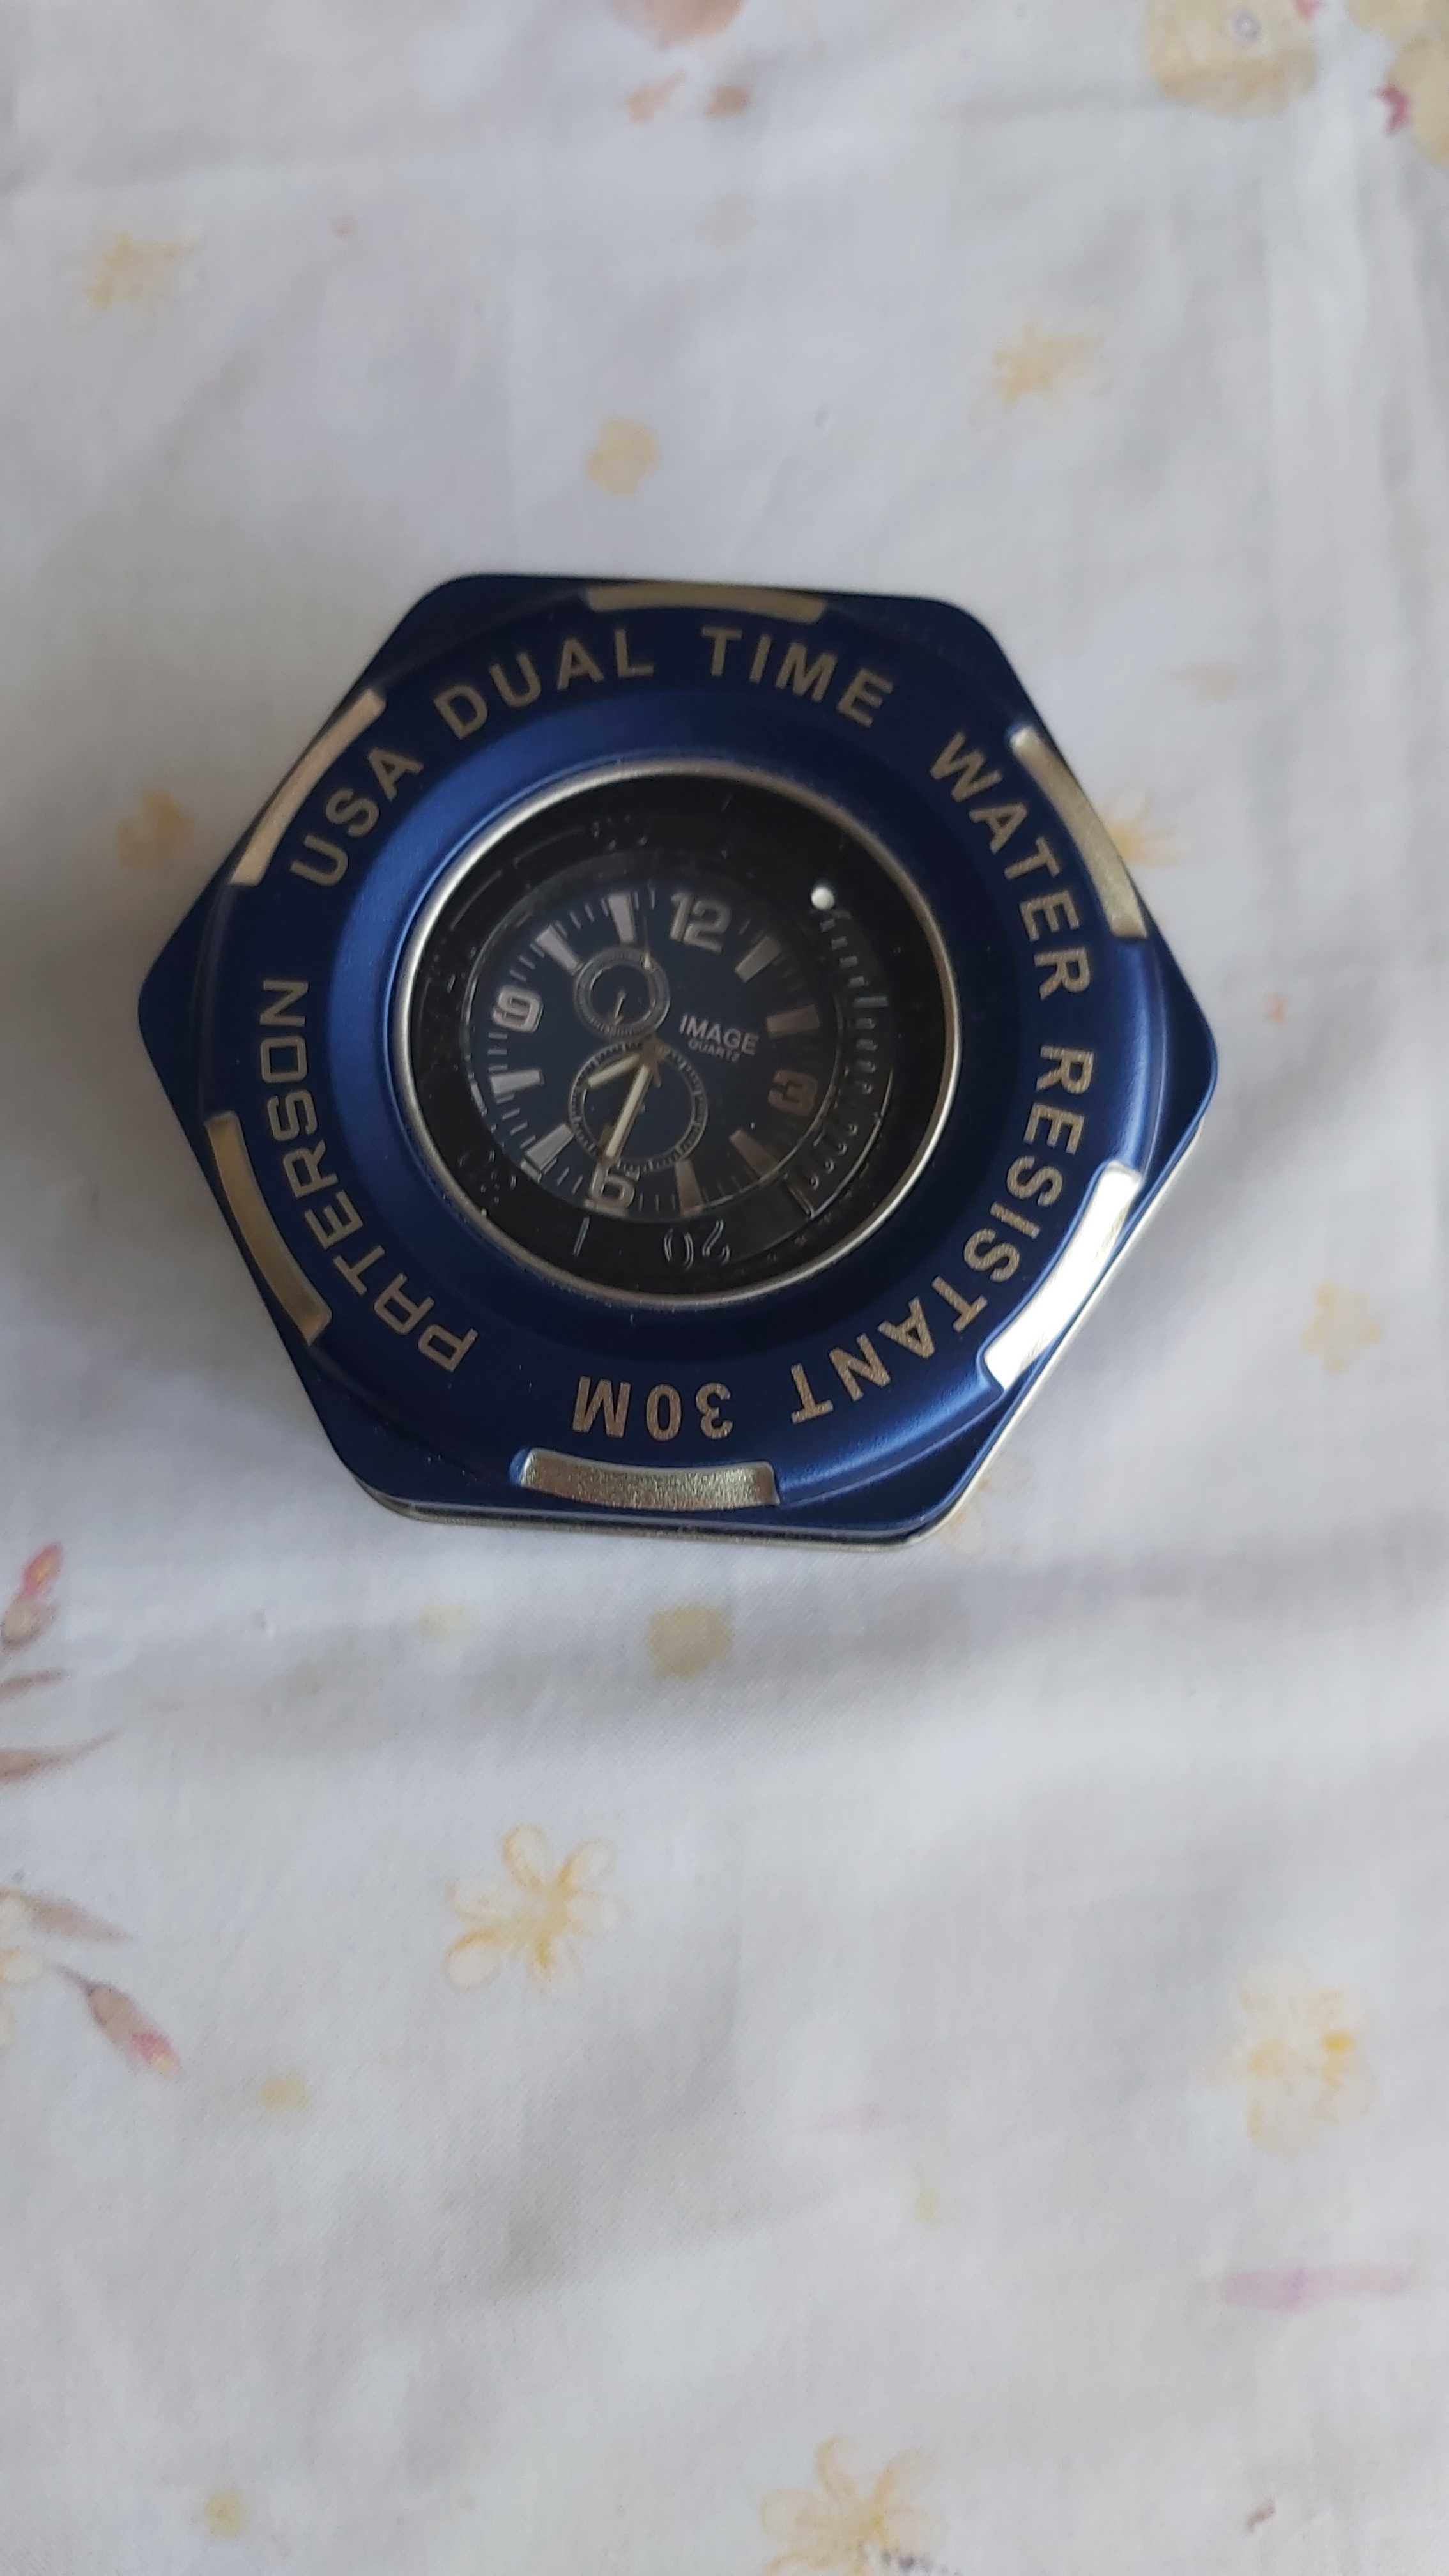 PATERSON USA DUAL TIME WATER RESISTANT 30M
12
IMAGE
QUARTZ
9
3
6
20